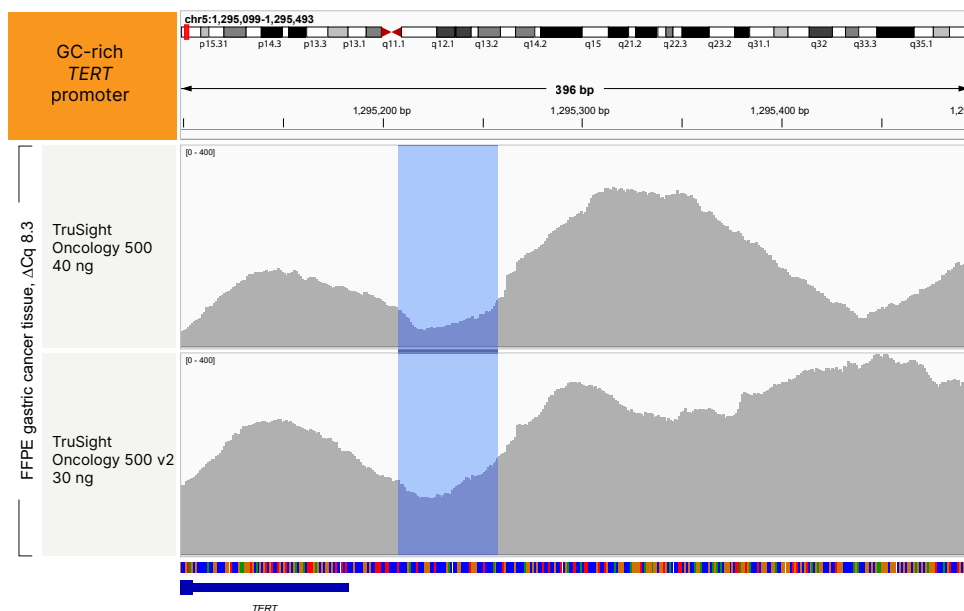 GC-rich
TERT
promoter
chr5:1,295,099-1,295,493
p15.31 p14.3 p13.3 p13.1 q11.1 q12.1 q13.2 q14.2 q15 q21.2 q22.3 q23.2 q31.1 q32 q33.3 q35.1
396 bp
1,295,200 bp 1,295,300 bp 1,295,400 bp 1,29
FFPE gastric cancer tissue, ΔCq 8.3
TruSight
Oncology 500
40 ng
[0 - 400]
TruSight
Oncology 500 v2
30 ng
[0 - 400]
TERT